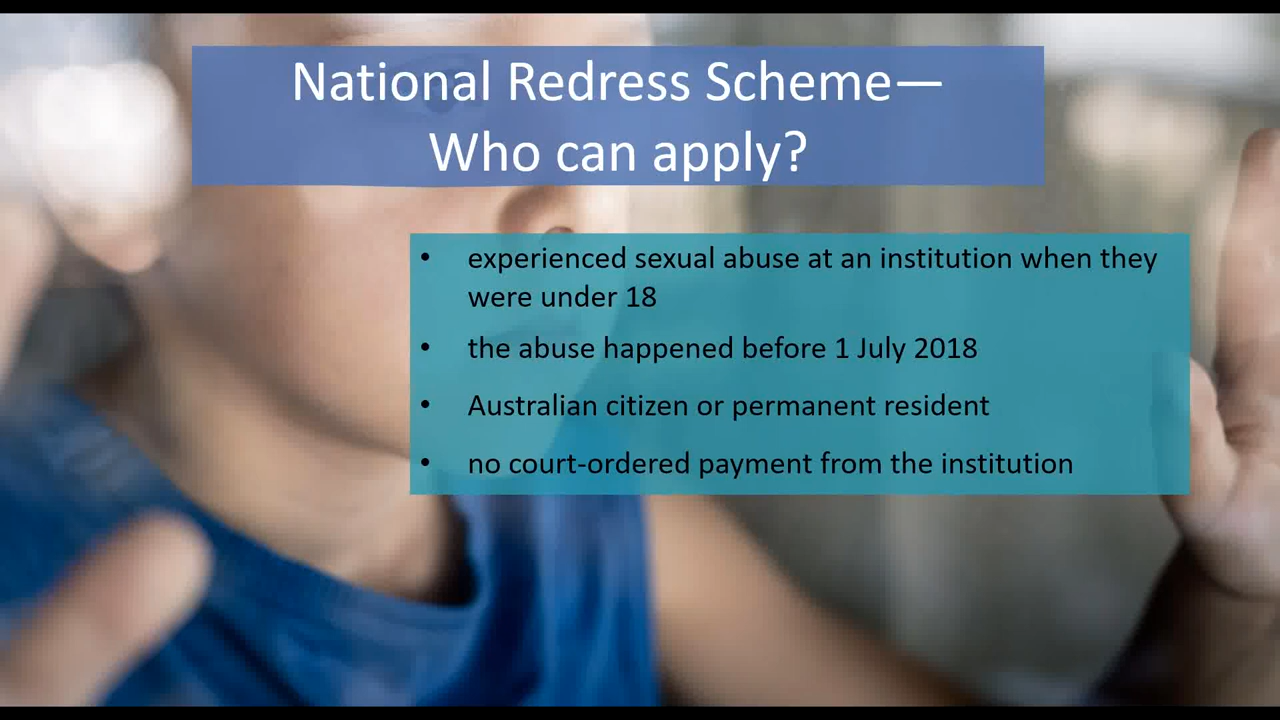 National Redress Scheme—
Who can apply?
• experienced sexual abuse at an institution when they
were under 18
• the abuse happened before 1 July 2018
• Australian citizen or permanent resident
• no court-ordered payment from the institution